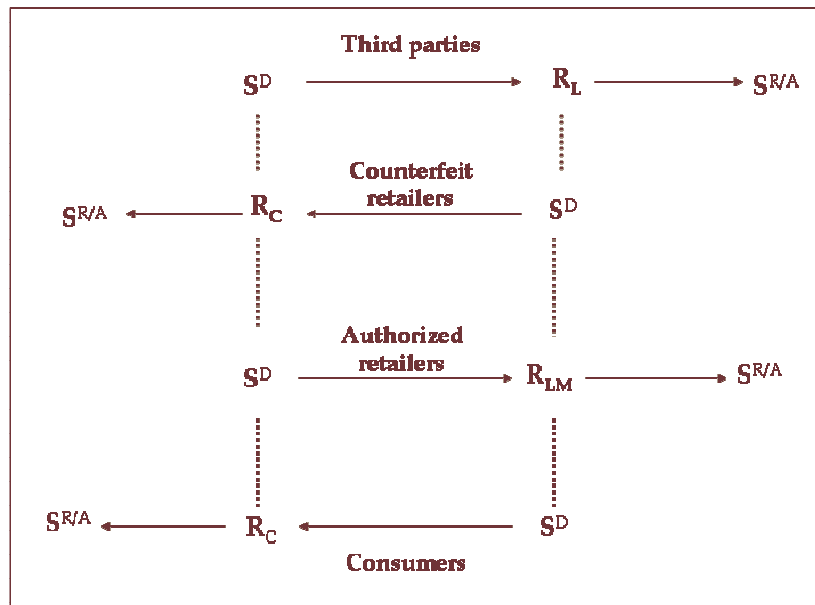 Third parties
S^D R_L S^R/A
Counterfeit
retailers
S^R/A R_C S^D
Authorized
retailers
S^D R_LM S^R/A
S^R/A R_C S^D
Consumers